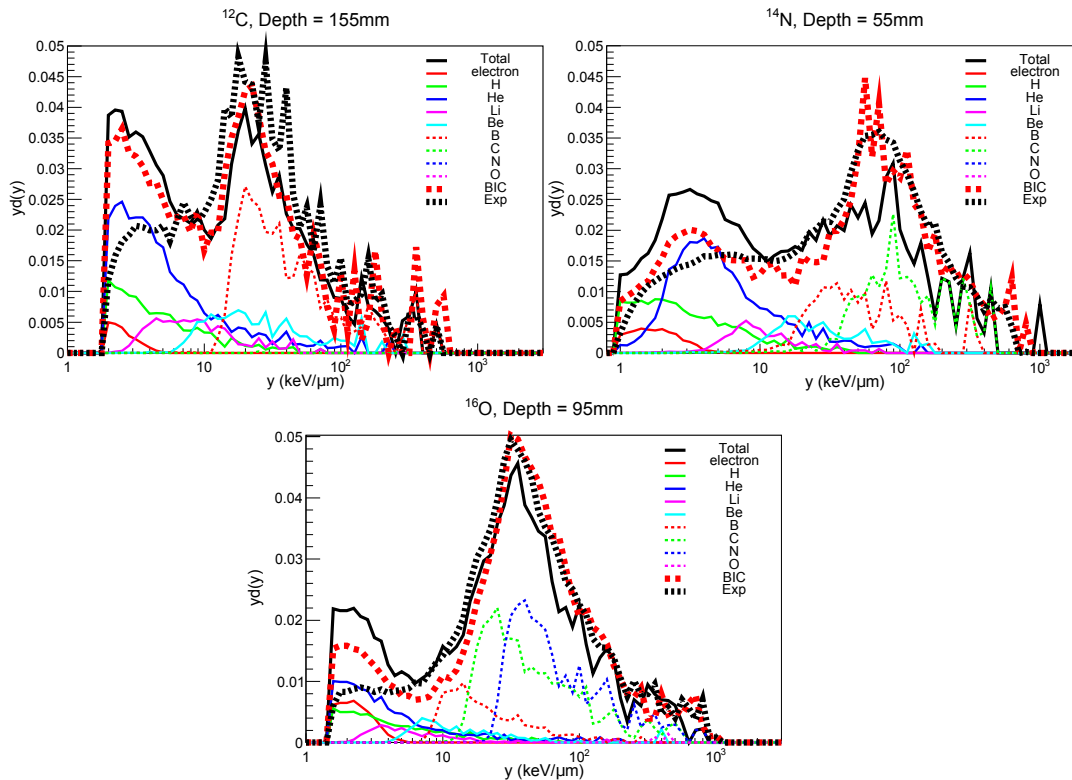 ¹²C, Depth = 155mm
yd(y)
0.05
0.045
0.04
0.035
0.03
0.025
0.02
0.015
0.01
0.005
0
1
10
10²
10³
y (keV/μm)
Total
electron
H
He
Li
Be
B
C
N
O
BIC
Exp
¹⁴N, Depth = 55mm
yd(y)
0.05
0.045
0.04
0.035
0.03
0.025
0.02
0.015
0.01
0.005
0
1
10
10²
10³
y (keV/μm)
Total
electron
H
He
Li
Be
B
C
N
O
BIC
Exp
¹⁶O, Depth = 95mm
yd(y)
0.05
0.04
0.03
0.02
0.01
0
1
10
10²
10³
y (keV/μm)
Total
electron
H
He
Li
Be
B
C
N
O
BIC
Exp